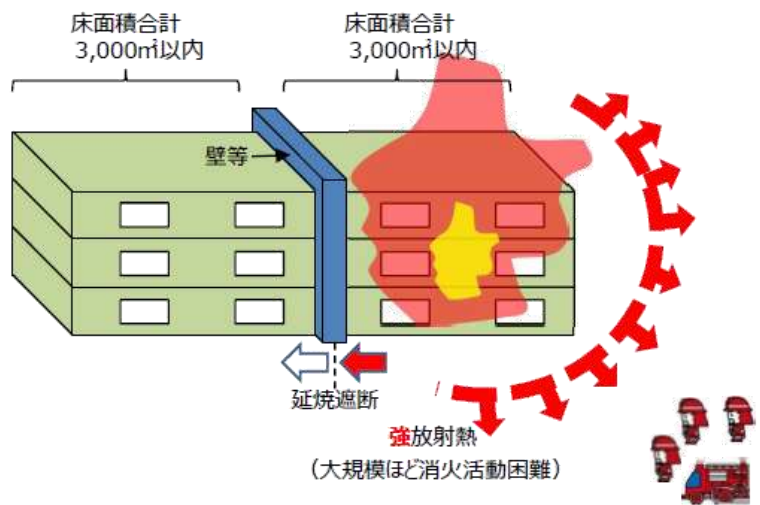 床面積合計
3,000㎡以内
床面積合計
3,000㎡以内
壁等
延焼遮断
強放射熱
（大規模ほど消火活動困難）